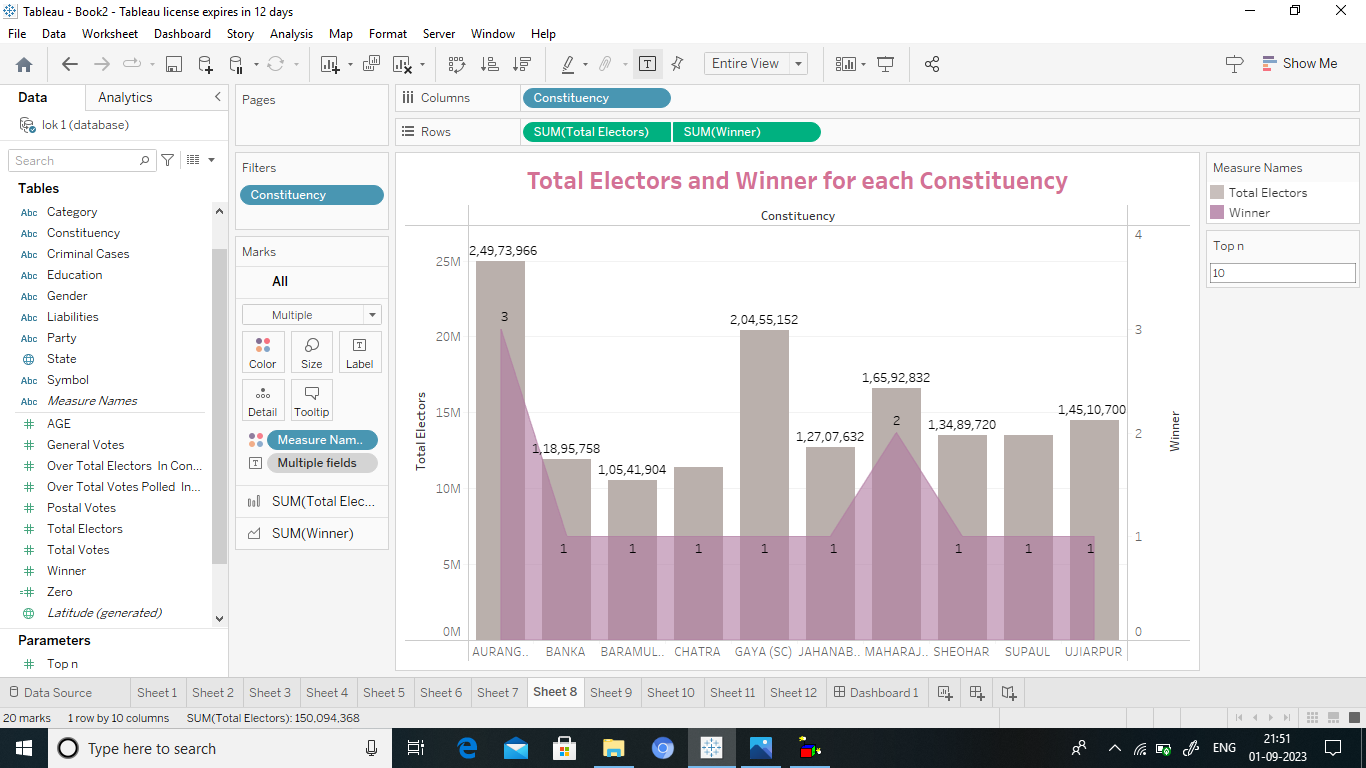 Tableau - Book2 - Tableau license expires in 12 days
File Data Worksheet Dashboard Story Analysis Map Format Server Window Help
Entire View
Show Me
Data Analytics
lok 1 (database)
Search
Tables
Abc Category
Abc Constituency
Abc Criminal Cases
Abc Education
Abc Gender
Abc Liabilities
Abc Party
State
Abc Symbol
Abc Measure Names
# AGE
# General Votes
# Over Total Electors In Con...
# Over Total Votes Polled In...
# Postal Votes
# Total Electors
# Total Votes
# Winner
=# Zero
Latitude (generated)
Parameters
# Top n
Pages
Filters
Constituency
Marks
All
Multiple
Color Size Label
Detail Tooltip
Measure Nam..
Multiple fields
SUM(Total Elec...
SUM(Winner)
Columns Constituency
Rows SUM(Total Electors) SUM(Winner)
Total Electors and Winner for each Constituency
Constituency
Total Electors
25M
20M
15M
10M
5M
0M
2,49,73,966
1,18,95,758
1,05,41,904
2,04,55,152
1,27,07,632
1,65,92,832
1,34,89,720
1,45,10,700
3 1 1 1 1 1 2 1 1 1
4
3
2
1
0
Winner
AURANG.. BANKA BARAMUL.. CHATRA GAYA (SC) JAHANAB.. MAHARAJ.. SHEOHAR SUPAUL UJIARPUR
Measure Names
Total Electors
Winner
Top n
10
Data Source Sheet 1 Sheet 2 Sheet 3 Sheet 4 Sheet 5 Sheet 6 Sheet 7 Sheet 8 Sheet 9 Sheet 10 Sheet 11 Sheet 12 Dashboard 1
20 marks 1 row by 10 columns SUM(Total Electors): 150,094,368
Type here to search
ENG
21:51
01-09-2023